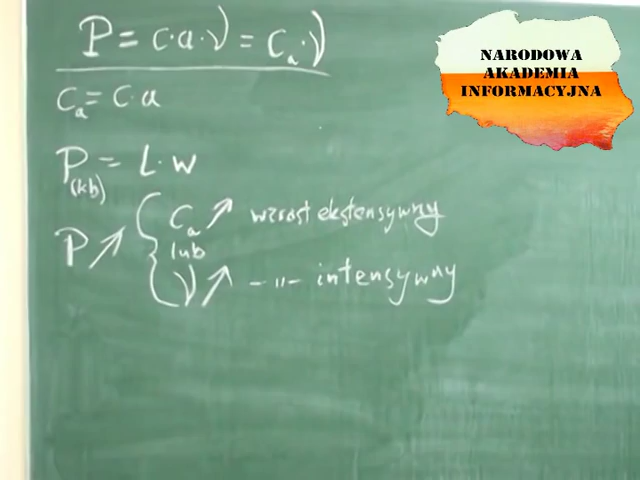 P = c·a·ν = Cₐ·ν
Cₐ = c·a
P(kb) = L·w
P↗ { Cₐ↗ wzrost ekstensywny
lub
ν↗ -"- intensywny
NARODOWA
AKADEMIA
INFORMACYJNA